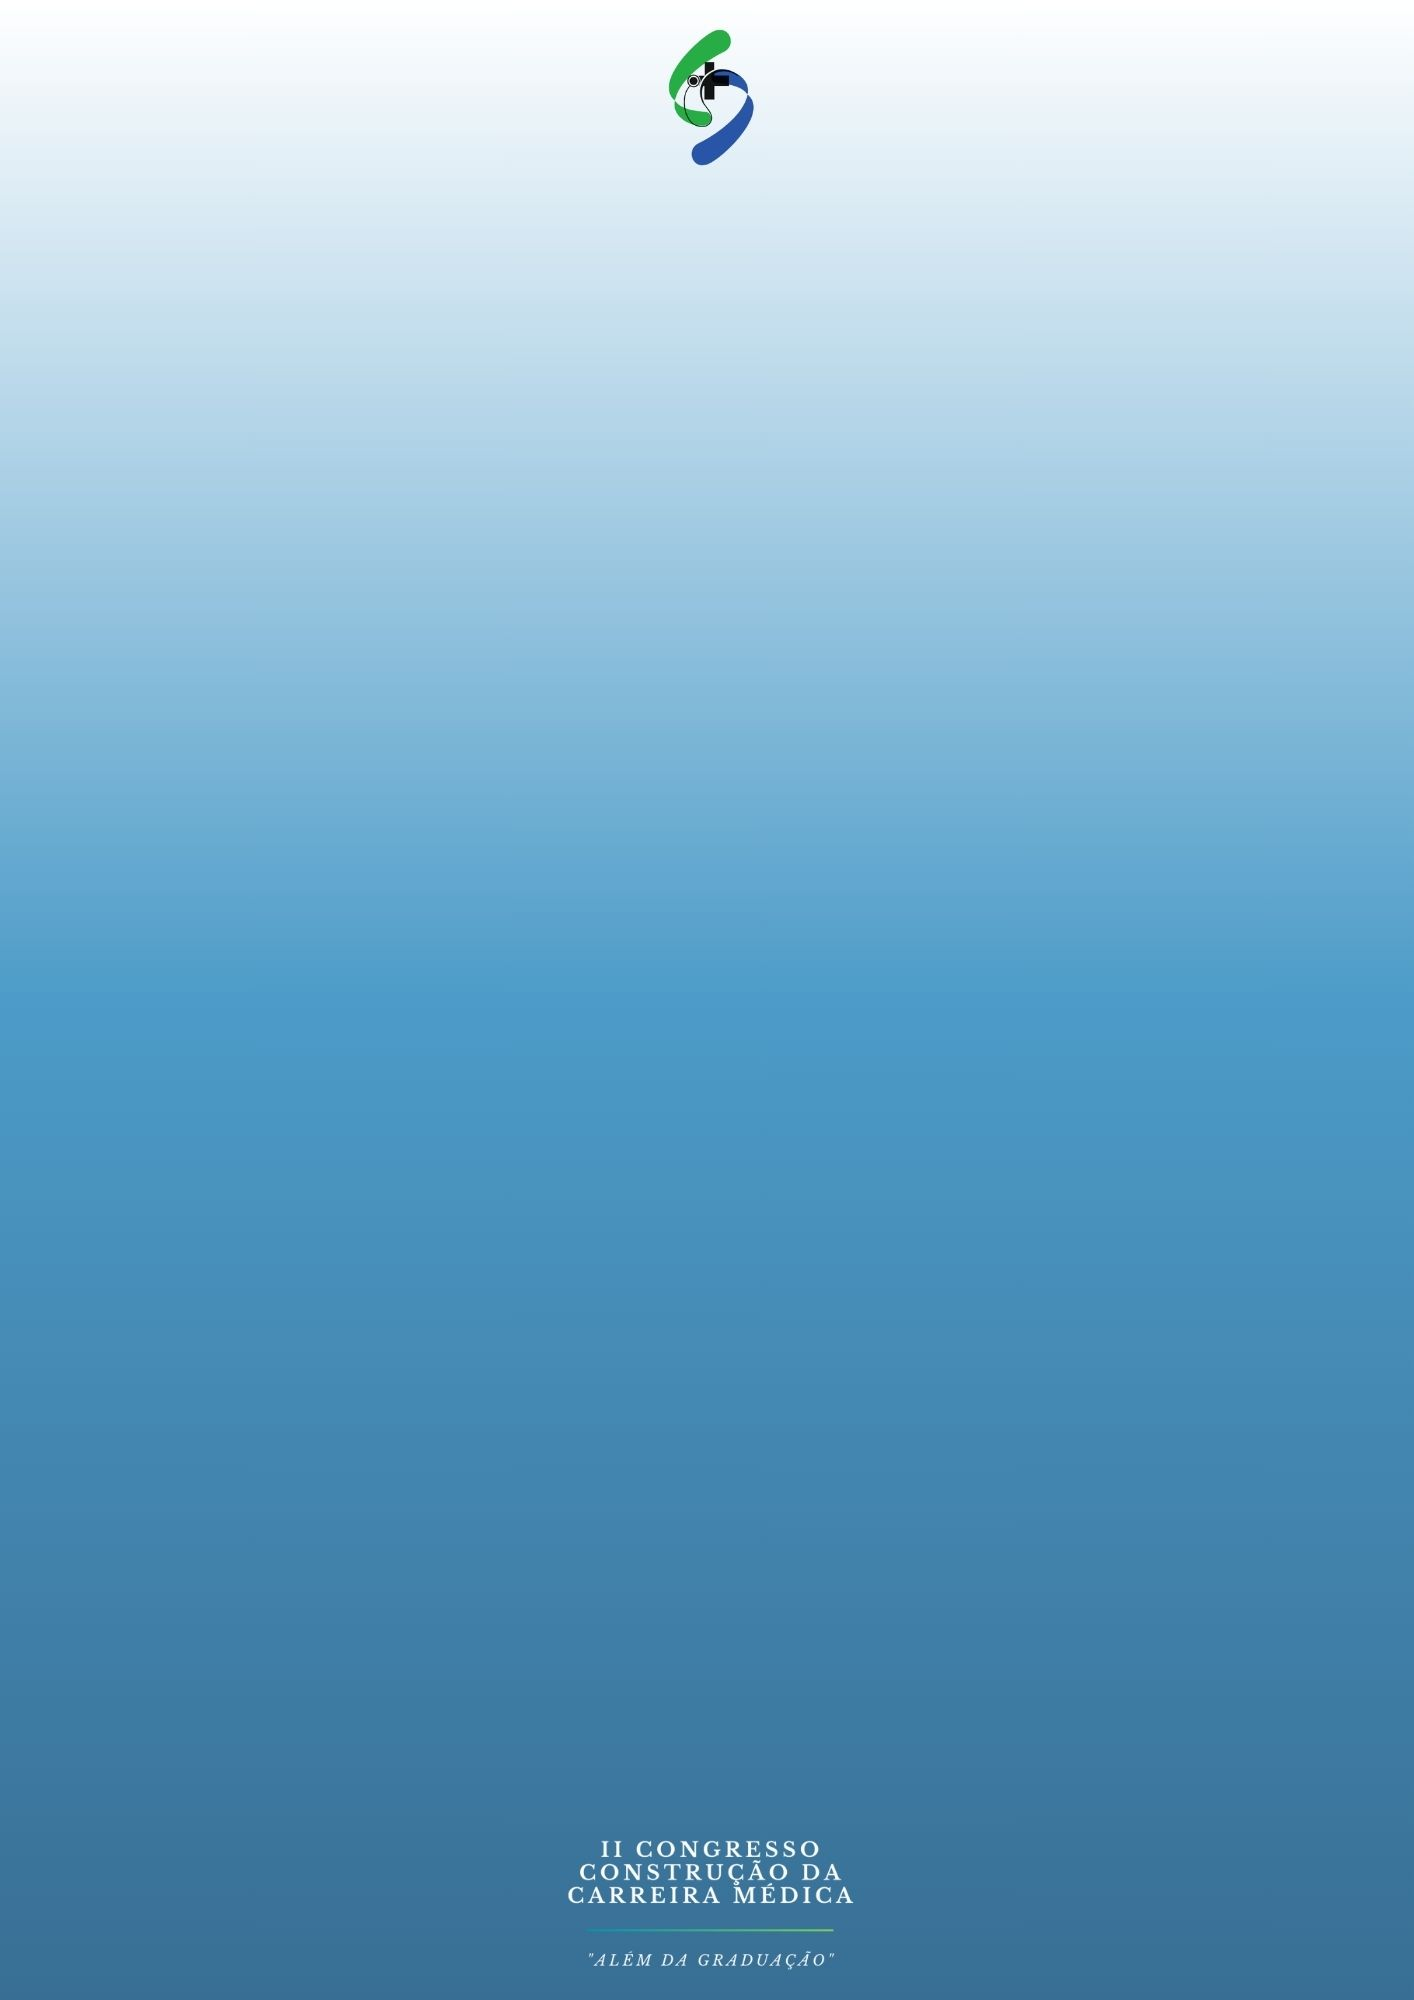 II CONGRESSO
CONSTRUÇÃO DA
CARREIRA MÉDICA
"ALÉM DA GRADUAÇÃO"